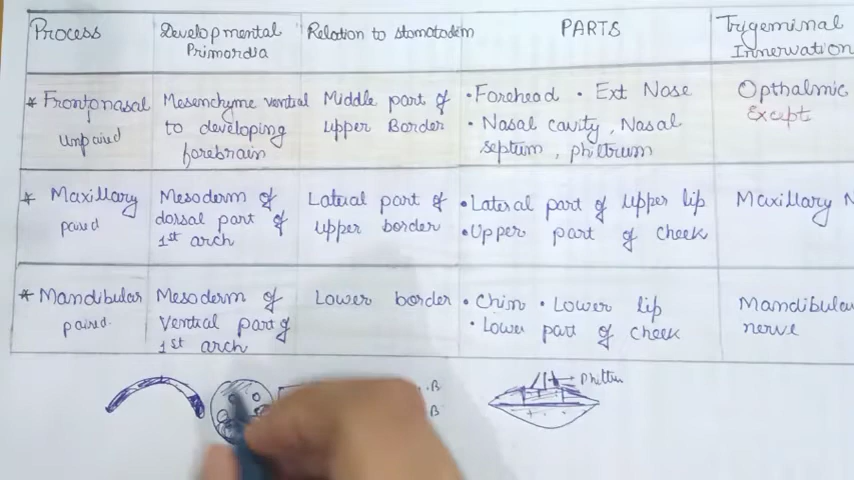 Process
Developmental
Primordia
Relation to stomatodem
PARTS
Trigeminal
Innervation
* Frontonasal
Unpaired
Mesenchyme ventral
to developing
forebrain
Middle part of
Upper Border
• Forehead • Ext Nose
• Nasal cavity, Nasal
septum, philtrum
Opthalmic
Except
* Maxillary
paired
Mesoderm of
dorsal part of
1st arch
Lateral part of
upper border
• Lateral part of upper lip
• Upper part of cheek
Maxillary N
* Mandibular
paired
Mesoderm of
Ventral part of
1st arch
Lower border
• Chin • Lower lip
• Lower part of cheek
Mandibula
nerve
.B
B